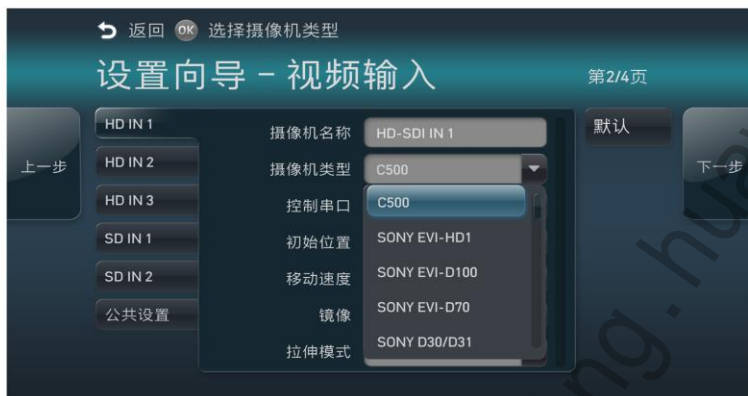 返回 OK 选择摄像机类型
设置向导 - 视频输入
第2/4页
上一步
HD IN 1
HD IN 2
HD IN 3
SD IN 1
SD IN 2
公共设置
摄像机名称 HD-SDI IN 1
摄像机类型 C500
控制串口 C500
初始位置 SONY EVI-HD1
移动速度 SONY EVI-D100
镜像 SONY EVI-D70
拉伸模式 SONY D30/D31
默认
下一步
ng.hua